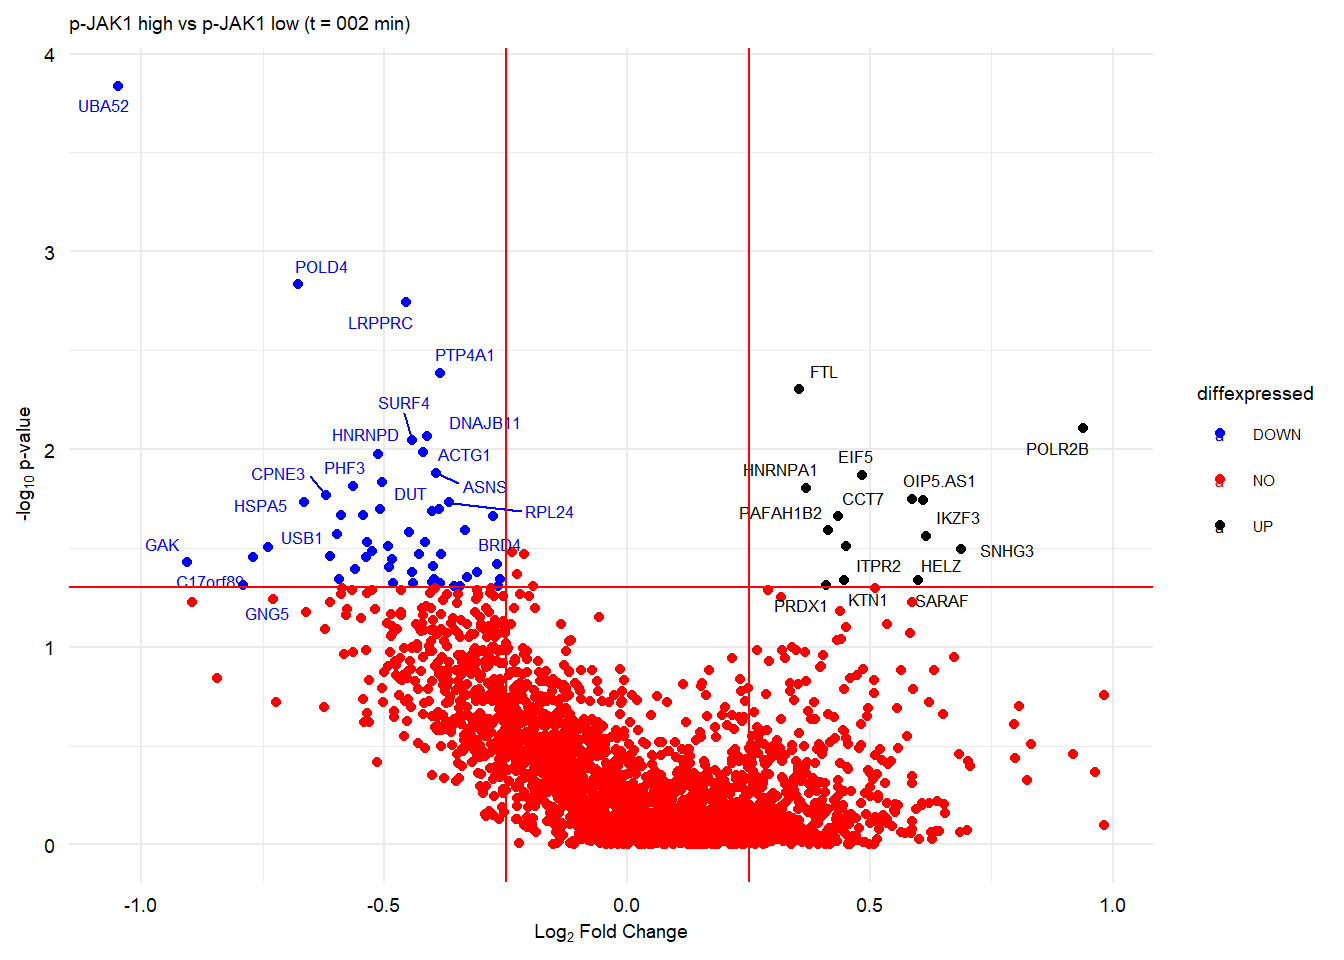 p-JAK1 high vs p-JAK1 low (t = 002 min)
4
UBA52
3
POLD4
LRPPRC
PTP4A1
FTL
SURF4
DNAJB11
POLR2B
HNRNPD
2
ACTG1
EIF5
CPNE3
PHF3
HNRNPA1
ASNS
OIP5.AS1
HSPA5
DUT
CCT7
RPL24
PAFAH1B2
IKZF3
USB1
GAK
BRD4
SNHG3
C17orf89
ITPR2
HELZ
GNG5
PRDX1
KTN1
SARAF
1
0
-log10 p-value
-1.0
-0.5
0.0
0.5
1.0
Log2 Fold Change
diffexpressed
a DOWN
a NO
a UP